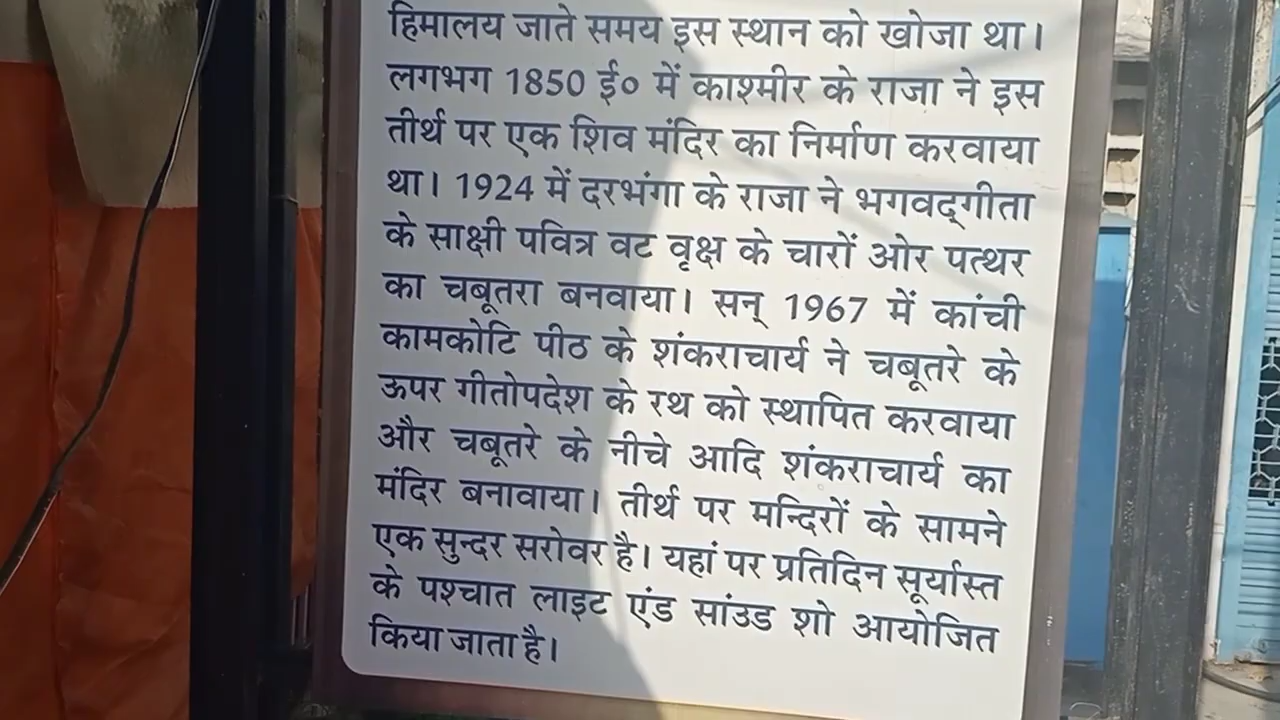 हिमालय जाते समय इस स्थान को खोजा था।
लगभग 1850 ई० में काश्मीर के राजा ने इस
तीर्थ पर एक शिव मंदिर का निर्माण करवाया
था। 1924 में दरभंगा के राजा ने भगवद्‌गीता
के साक्षी पवित्र वट वृक्ष के चारों ओर पत्थर
का चबूतरा बनवाया। सन् 1967 में कांची
कामकोटि पीठ के शंकराचार्य ने चबूतरे के
ऊपर गीतोपदेश के रथ को स्थापित करवाया
और चबूतरे के नीचे आदि शंकराचार्य का
मंदिर बनावाया। तीर्थ पर मन्दिरों के सामने
एक सुन्दर सरोवर है। यहां पर प्रतिदिन सूर्यास्त
के पश्चात लाइट एंड सांउड शो आयोजित
किया जाता है।